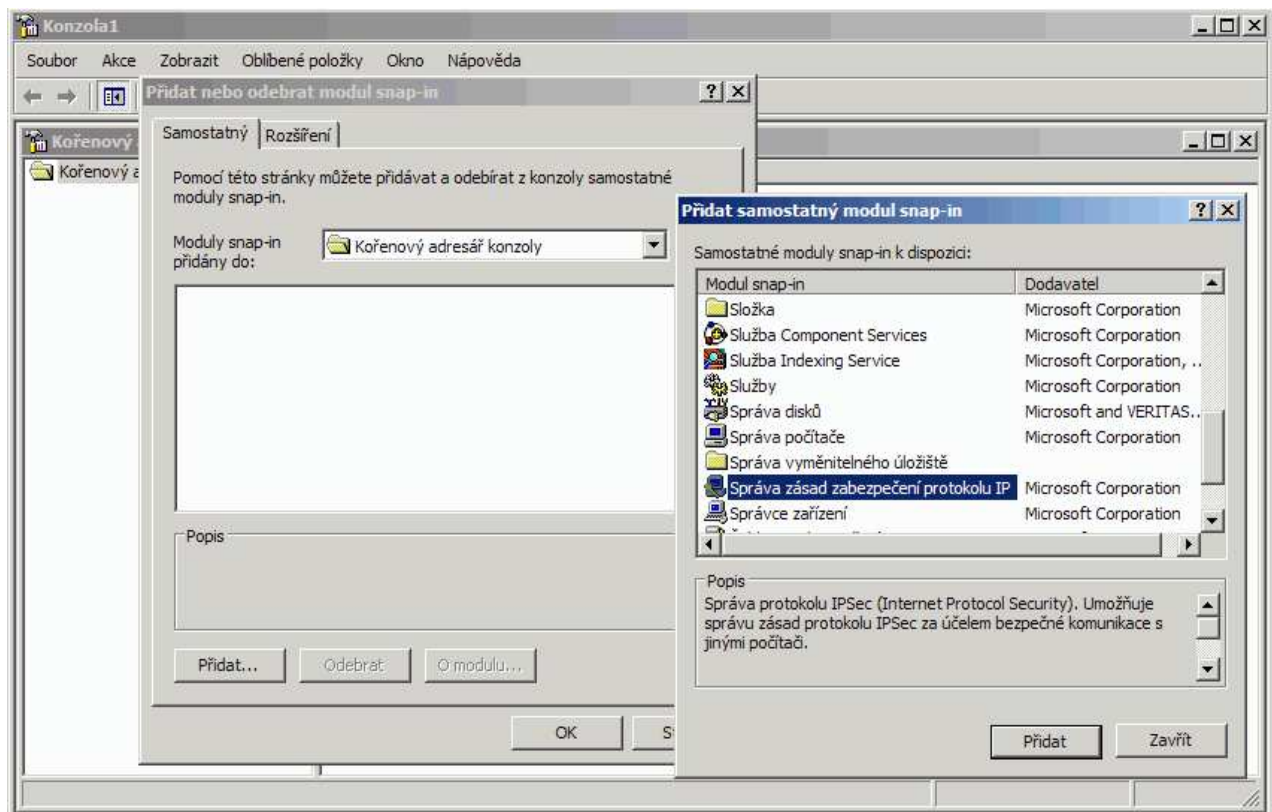 Konzola1
Soubor Akce Zobrazit Oblíbené položky Okno Nápověda
Přidat nebo odebrat modul snap-in
Kořenový
Kořenový a
Samostatný Rozšíření
Pomocí této stránky můžete přidávat a odebírat z konzoly samostatné
moduly snap-in.
Moduly snap-in
přidány do:
Kořenový adresář konzoly
Popis
Přidat... Odebrat O modulu...
OK S
Přidat samostatný modul snap-in
Samostatné moduly snap-in k dispozici:
Modul snap-in Dodavatel
Složka Microsoft Corporation
Služba Component Services Microsoft Corporation
Služba Indexing Service Microsoft Corporation, ..
Služby Microsoft Corporation
Správa disků Microsoft and VERITAS..
Správa počítače Microsoft Corporation
Správa vyměnitelného úložiště
Správa zásad zabezpečení protokolu IP Microsoft Corporation
Správce zařízení Microsoft Corporation
Popis
Správa protokolu IPSec (Internet Protocol Security). Umožňuje
správu zásad protokolu IPSec za účelem bezpečné komunikace s
jinými počítači.
Přidat Zavřít